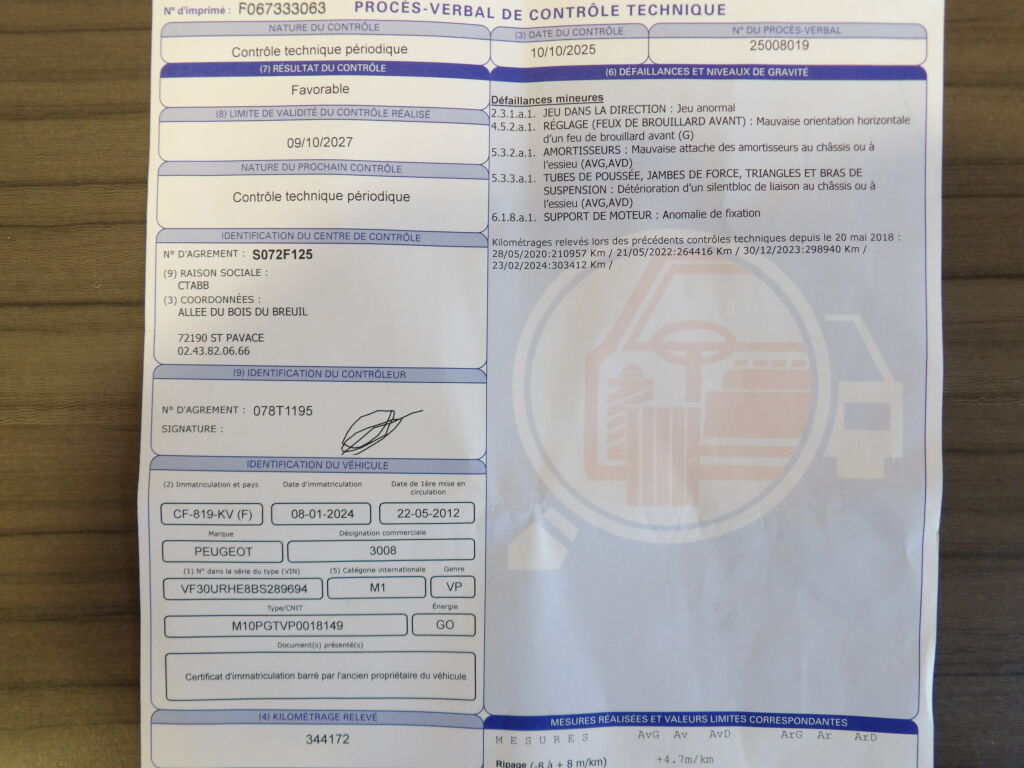 N° d'imprimé : F067333063 PROCÈS-VERBAL DE CONTRÔLE TECHNIQUE
NATURE DU CONTRÔLE
Contrôle technique périodique
(3) DATE DU CONTRÔLE
10/10/2025
N° DU PROCÈS-VERBAL
25008019
(7) RÉSULTAT DU CONTRÔLE
Favorable
(8) LIMITE DE VALIDITÉ DU CONTRÔLE RÉALISÉ
09/10/2027
NATURE DU PROCHAIN CONTRÔLE
Contrôle technique périodique
IDENTIFICATION DU CENTRE DE CONTRÔLE
N° D'AGREMENT : S072F125
(9) RAISON SOCIALE :
CTABB
(3) COORDONNÉES :
ALLEE DU BOIS DU BREUIL
72190 ST PAVACE
02.43.82.06.66
(9) IDENTIFICATION DU CONTRÔLEUR
N° D'AGREMENT : 078T1195
SIGNATURE :
IDENTIFICATION DU VÉHICULE
(2) Immatriculation et pays
Date d'immatriculation
Date de 1ère mise en
circulation
CF-819-KV (F)
08-01-2024
22-05-2012
Marque
Désignation commerciale
PEUGEOT
3008
(1) N° dans la série du type (VIN)
(5) Catégorie internationale
Genre
VF30URHE8BS289694
M1
VP
Type/CNIT
Énergie
M10PGTVP0018149
GO
Document(s) présenté(s)
Certificat d'immatriculation barré par l'ancien propriétaire du véhicule
(4) KILOMÉTRAGE RELEVÉ
344172
(6) DÉFAILLANCES ET NIVEAUX DE GRAVITÉ
Défaillances mineures
2.3.1.a.1. JEU DANS LA DIRECTION : Jeu anormal
4.5.2.a.1. RÉGLAGE (FEUX DE BROUILLARD AVANT) : Mauvaise orientation horizontale
d'un feu de brouillard avant (G)
5.3.2.a.1. AMORTISSEURS : Mauvaise attache des amortisseurs au châssis ou à
l'essieu (AVG,AVD)
5.3.3.a.1. TUBES DE POUSSÉE, JAMBES DE FORCE, TRIANGLES ET BRAS DE
SUSPENSION : Détérioration d'un silentbloc de liaison au châssis ou à
l'essieu (AVG,AVD)
6.1.8.a.1. SUPPORT DE MOTEUR : Anomalie de fixation
Kilométrages relevés lors des précédents contrôles techniques depuis le 20 mai 2018 :
28/05/2020:210957 Km / 21/05/2022:264416 Km / 30/12/2023:298940 Km /
23/02/2024:303412 Km /
MESURES RÉALISÉES ET VALEURS LIMITES CORRESPONDANTES
MESURES AvG Av AvD ArG Ar ArD
Ripage (-8 à + 8 m/km) +4.7m/km